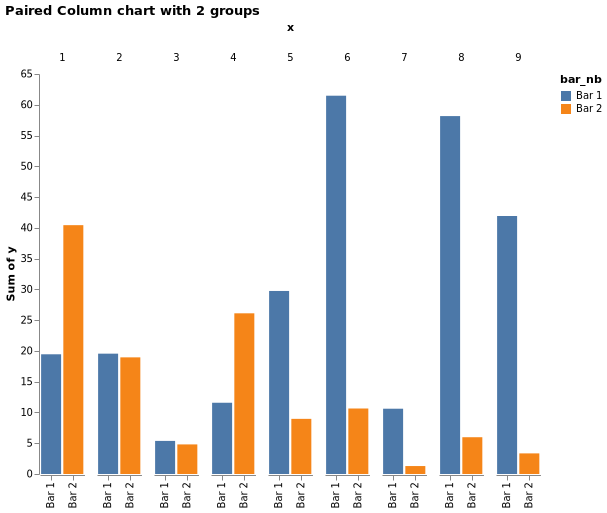 Paired Column chart with 2 groups
x
1 2 3 4 5 6 7 8 9
65
60
55
50
45
40
35
30
25
20
15
10
5
0
Sum of y
Bar 1 Bar 2 Bar 1 Bar 2 Bar 1 Bar 2 Bar 1 Bar 2 Bar 1 Bar 2 Bar 1 Bar 2 Bar 1 Bar 2 Bar 1 Bar 2 Bar 1 Bar 2
bar_nb
Bar 1
Bar 2